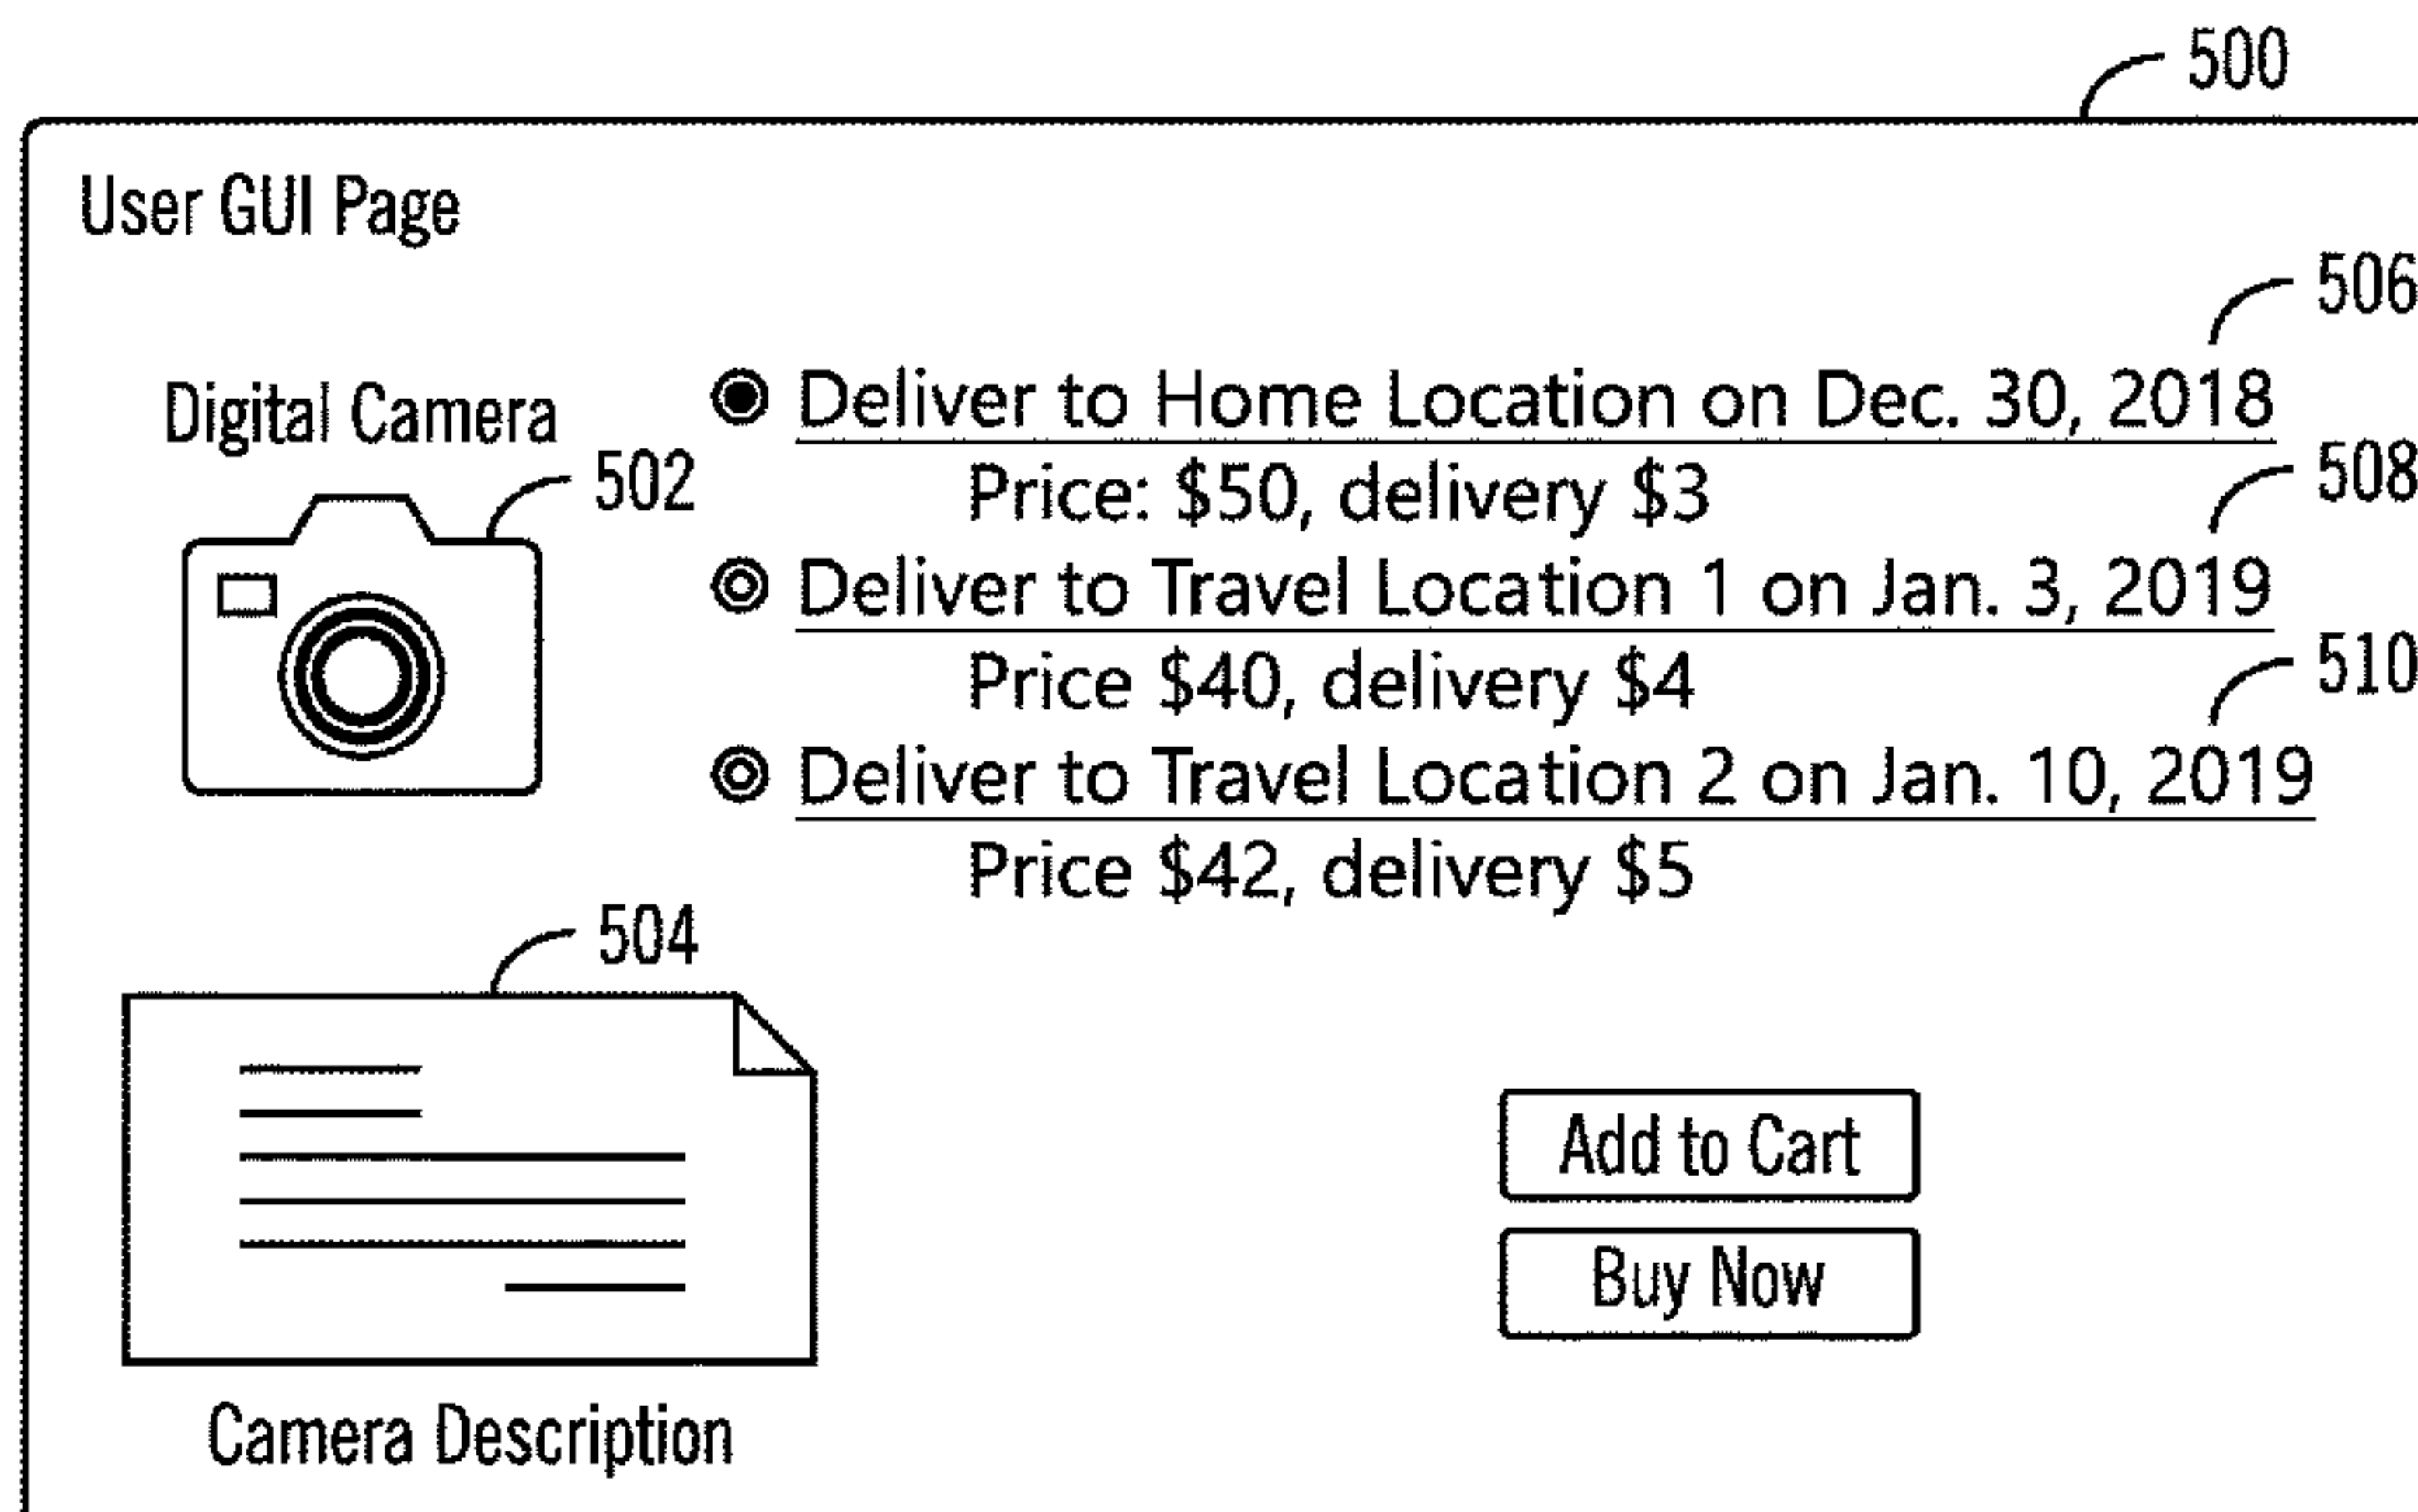 500
User GUI Page
506
Digital Camera
Deliver to Home Location on Dec. 30, 2018
502
508
Price: $50, delivery $3
Deliver to Travel Location 1 on Jan. 3, 2019
510
Price $40, delivery $4
Deliver to Travel Location 2 on Jan. 10, 2019
Price $42, delivery $5
504
Add to Cart
Buy Now
Camera Description